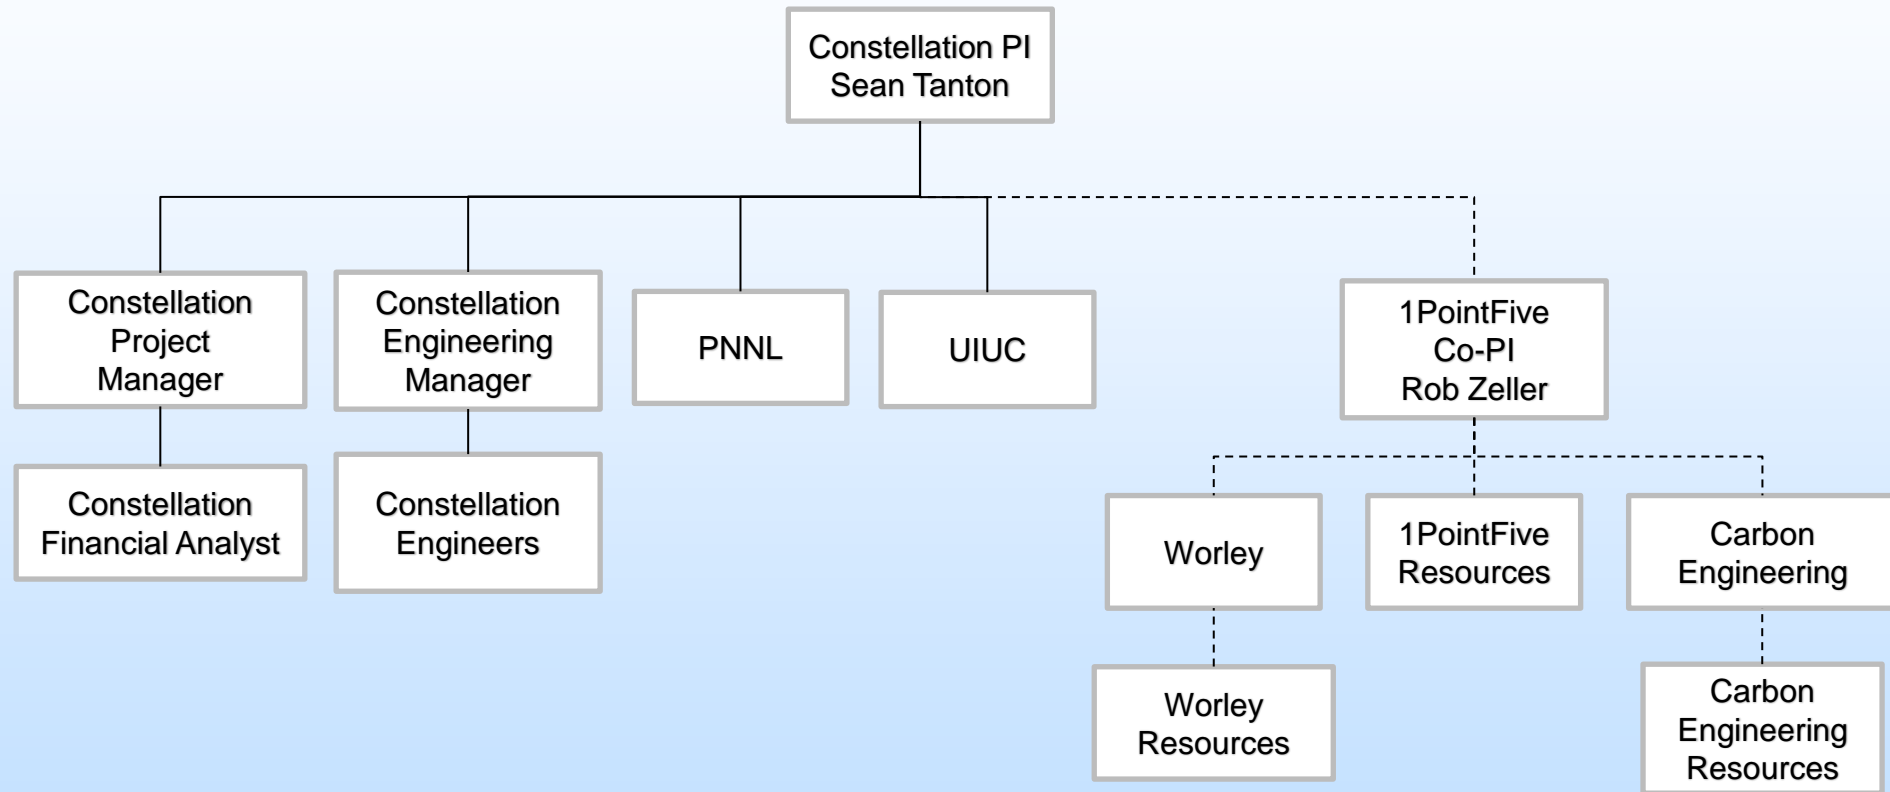 Constellation PI
Sean Tanton
Constellation
Project
Manager
Constellation
Engineering
Manager
PNNL
UIUC
1PointFive
Co-PI
Rob Zeller
Constellation
Financial Analyst
Constellation
Engineers
Worley
1PointFive
Resources
Carbon
Engineering
Worley
Resources
Carbon
Engineering
Resources